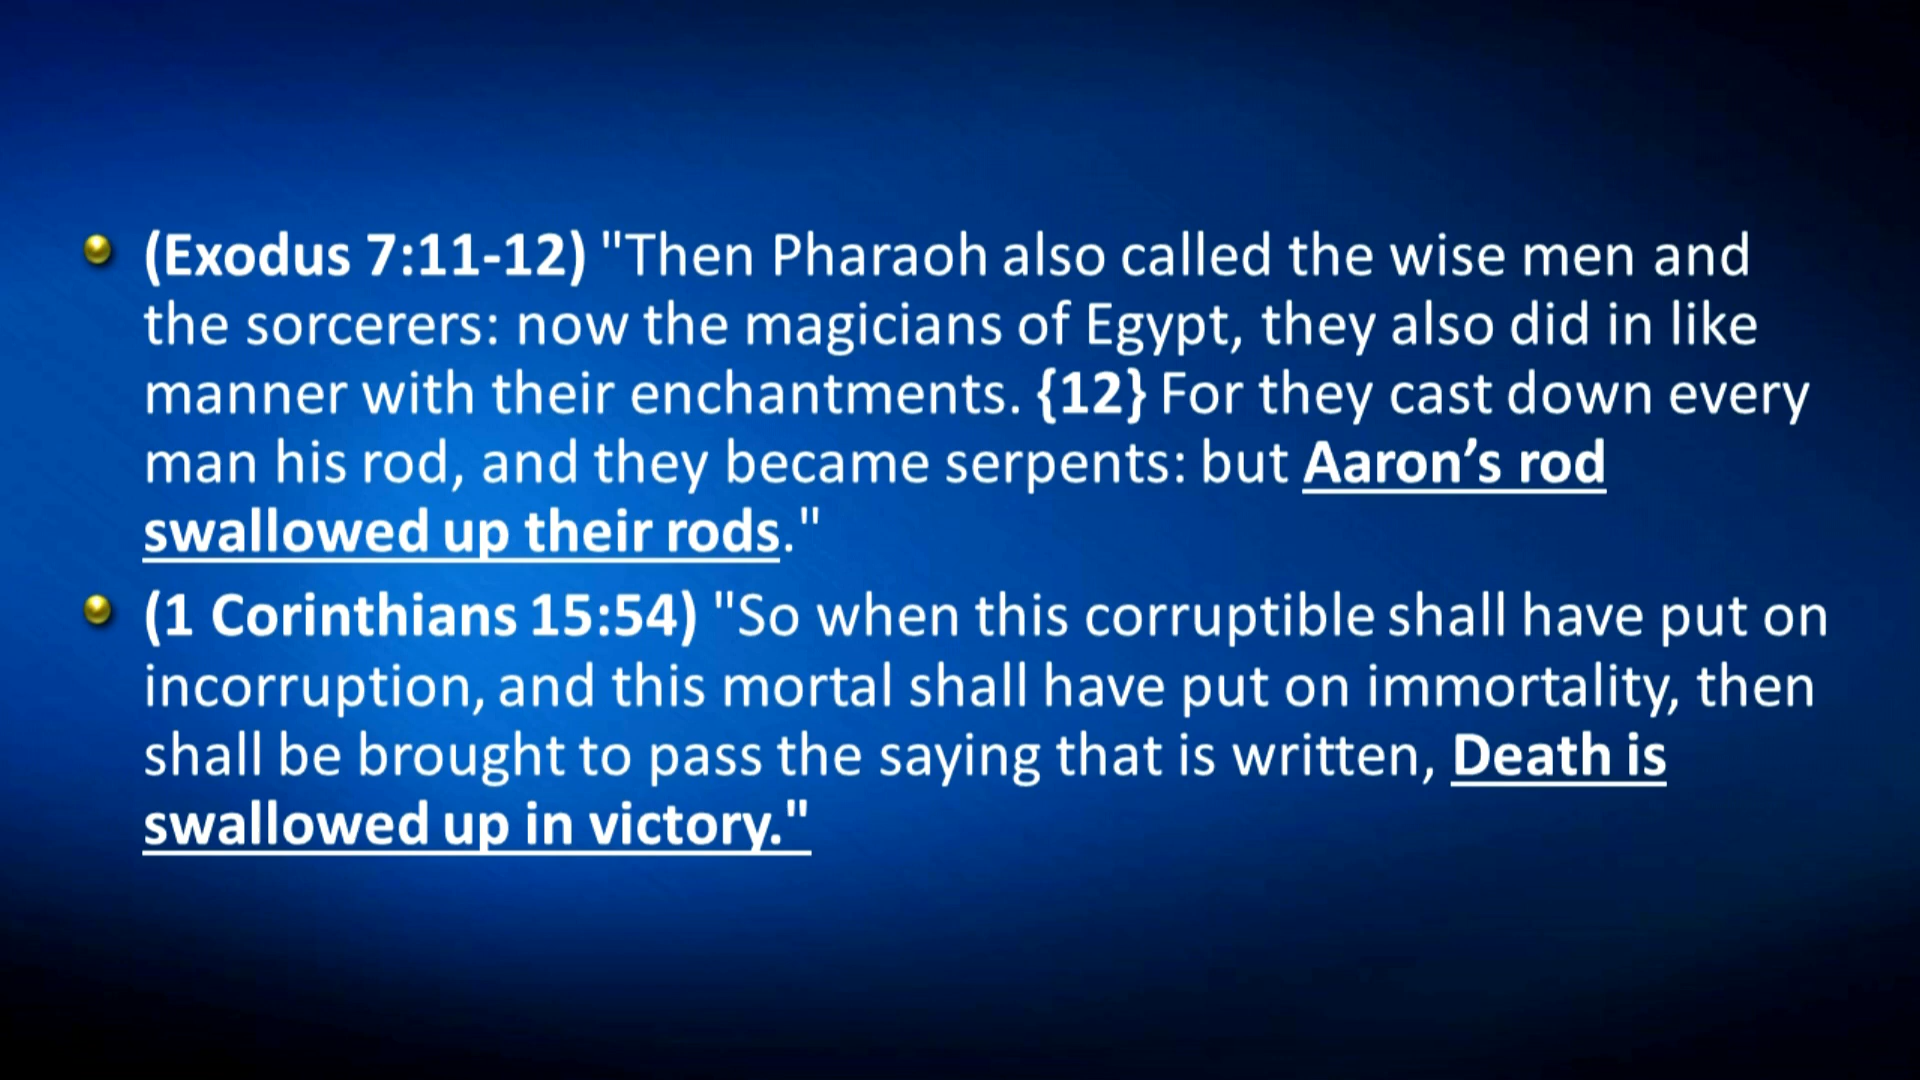 (Exodus 7:11-12) "Then Pharaoh also called the wise men and
the sorcerers: now the magicians of Egypt, they also did in like
manner with their enchantments. {12} For they cast down every
man his rod, and they became serpents: but Aaron’s rod
swallowed up their rods."
(1 Corinthians 15:54) "So when this corruptible shall have put on
incorruption, and this mortal shall have put on immortality, then
shall be brought to pass the saying that is written, Death is
swallowed up in victory."